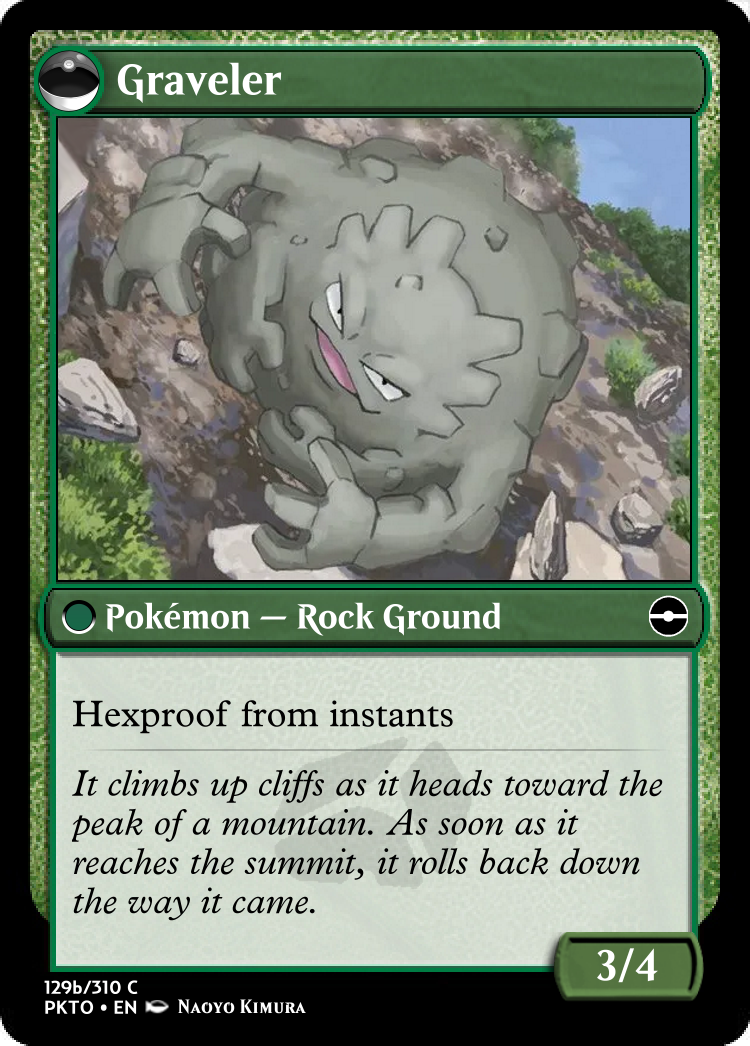 Graveler
Pokémon — Rock Ground
Hexproof from instants
It climbs up cliffs as it heads toward the
peak of a mountain. As soon as it
reaches the summit, it rolls back down
the way it came.
3/4
129b/310 C
PKTO • EN Naoyo Kimura